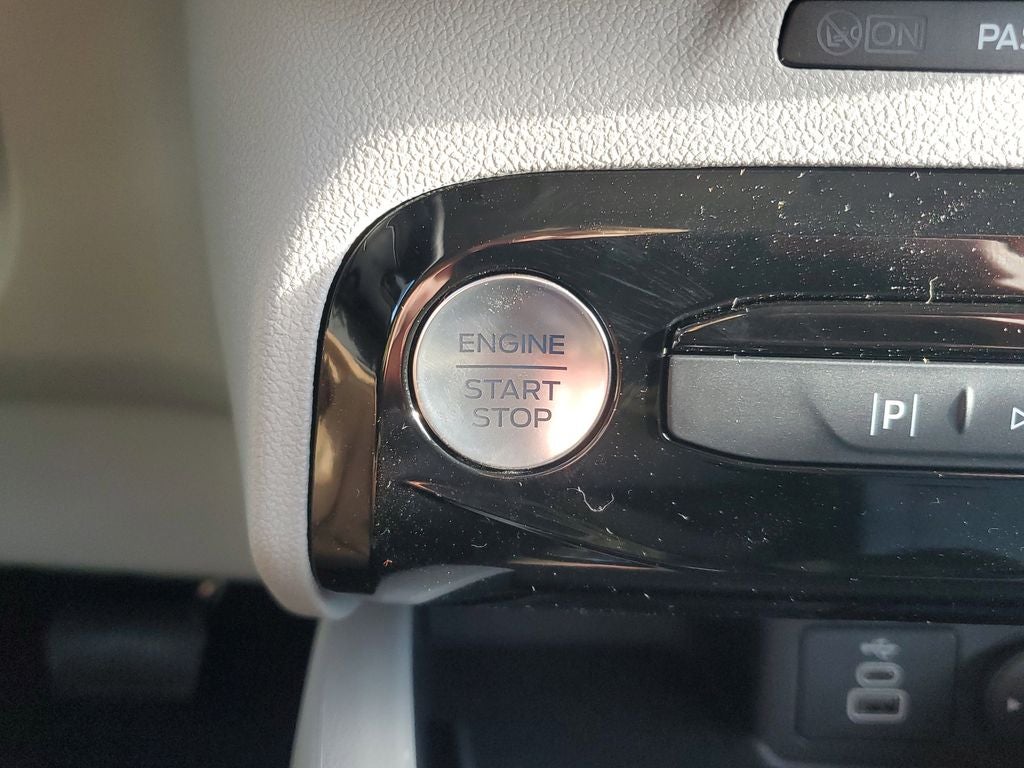 ON PAS
ENGINE
START
STOP
|P|